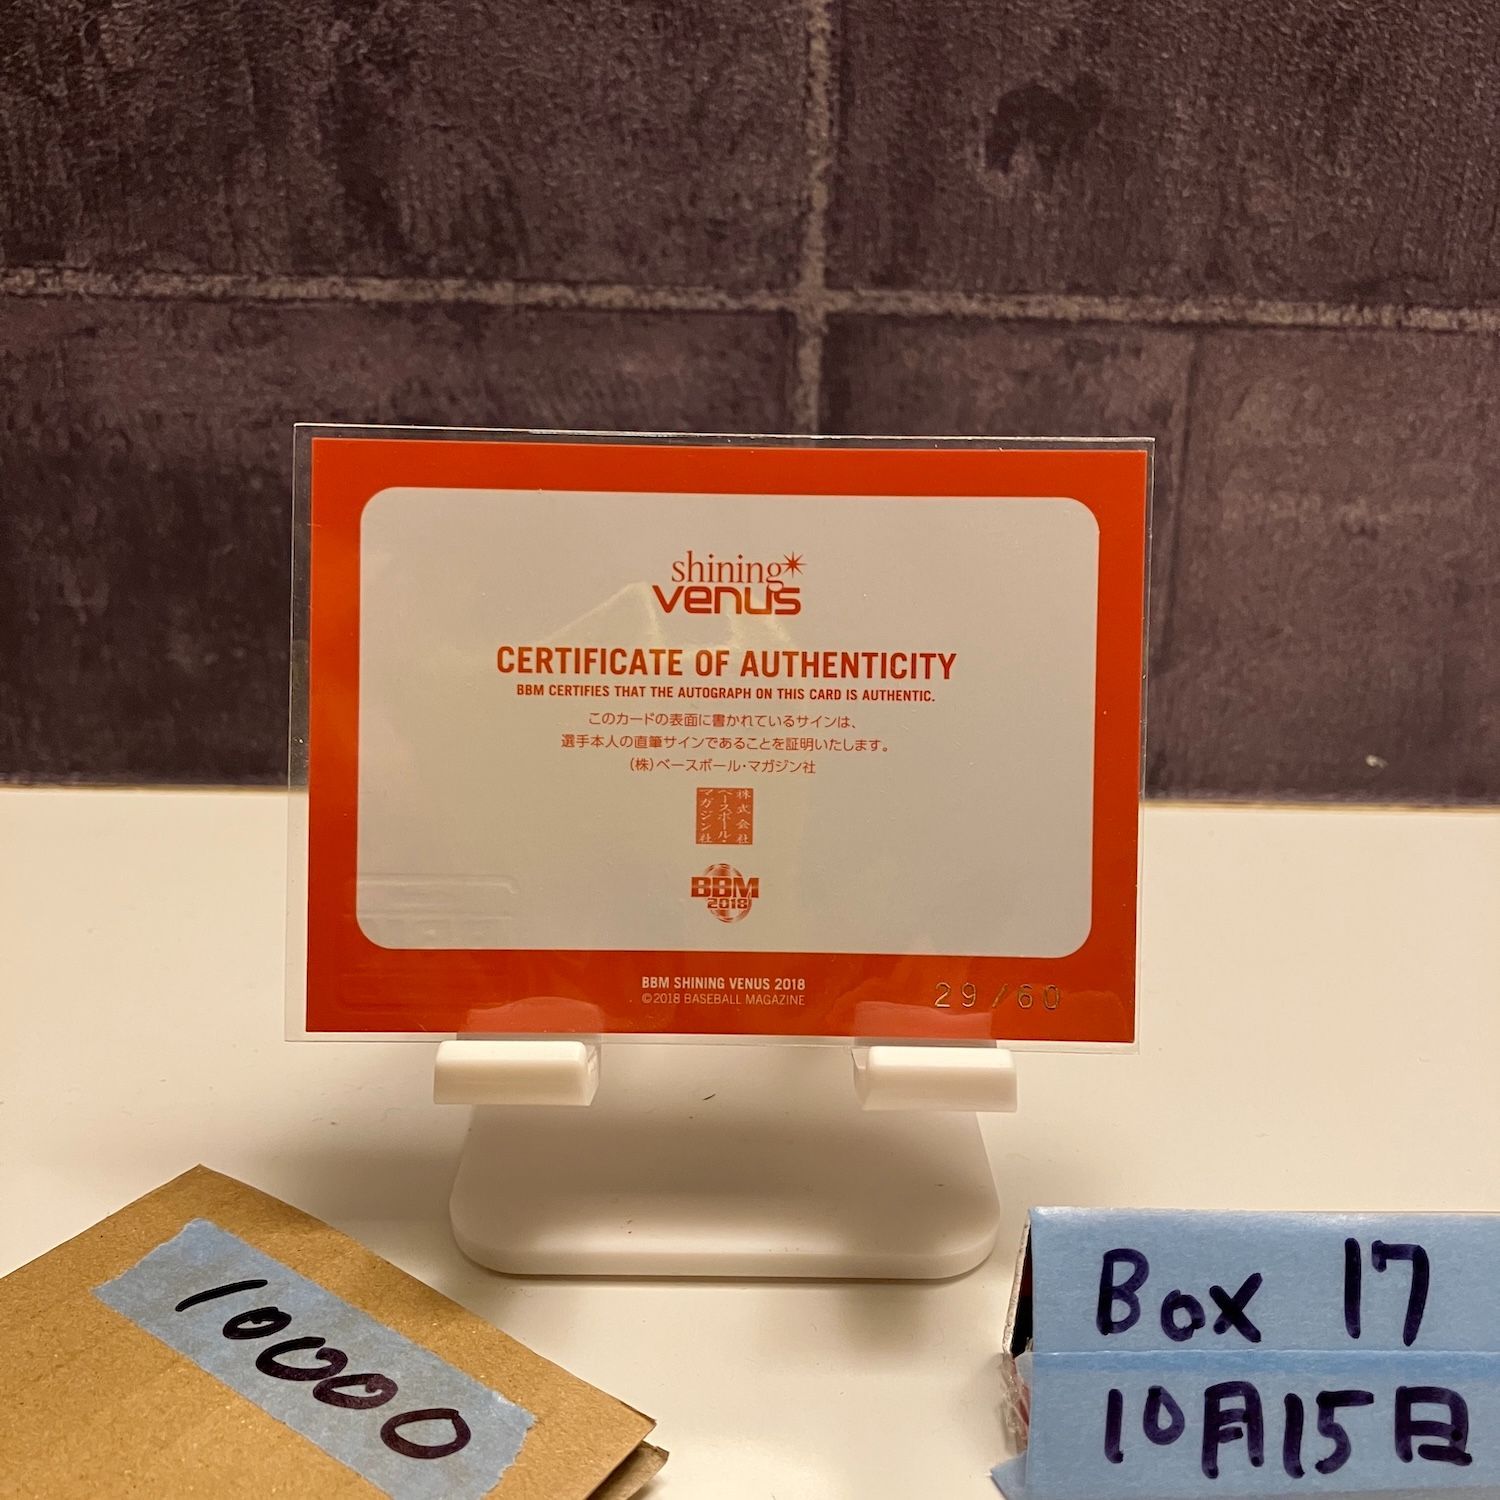 shining
venus
CERTIFICATE OF AUTHENTICITY
BBM CERTIFIES THAT THE AUTOGRAPH ON THIS CARD IS AUTHENTIC.
このカードの表面に書かれているサインは、
選手本人の直筆サインであることを証明いたします。
(株)ベースボール・マガジン社
株式会社
ベースボール・
マガジン社
BBM
2018
BBM SHINING VENUS 2018
©2018 BASEBALL MAGAZINE
29/60
10000
Box 17
10月15日